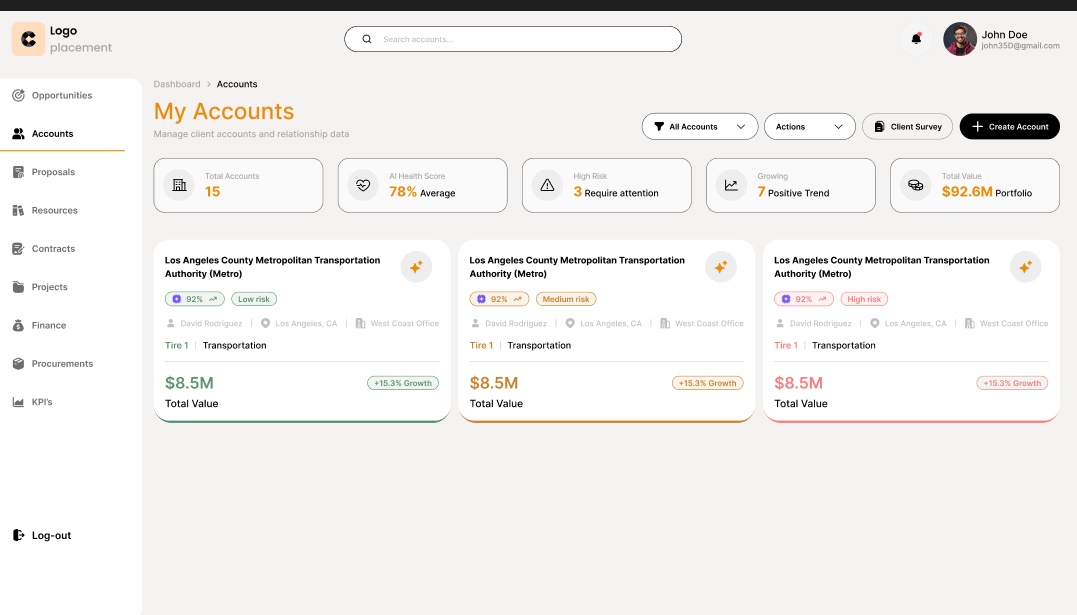 Logo
placement
Search accounts...
John Doe
john35D@gmail.com
Opportunities
Accounts
Proposals
Resources
Contracts
Projects
Finance
Procurements
KPI's
Log-out
Dashboard > Accounts
My Accounts
Manage client accounts and relationship data
All Accounts
Actions
Client Survey
Create Account
Total Accounts
15
AI Health Score
78% Average
High Risk
3 Require attention
Growing
7 Positive Trend
Total Value
$92.6M Portfolio
Los Angeles County Metropolitan Transportation
Authority (Metro)
92%
Low risk
David Rodriguez | Los Angeles, CA | West Coast Office
Tire 1 | Transportation
$8.5M
+15.3% Growth
Total Value
Los Angeles County Metropolitan Transportation
Authority (Metro)
92%
Medium risk
David Rodriguez | Los Angeles, CA | West Coast Office
Tire 1 | Transportation
$8.5M
+15.3% Growth
Total Value
Los Angeles County Metropolitan Transportation
Authority (Metro)
92%
High risk
David Rodriguez | Los Angeles, CA | West Coast Office
Tire 1 | Transportation
$8.5M
+15.3% Growth
Total Value